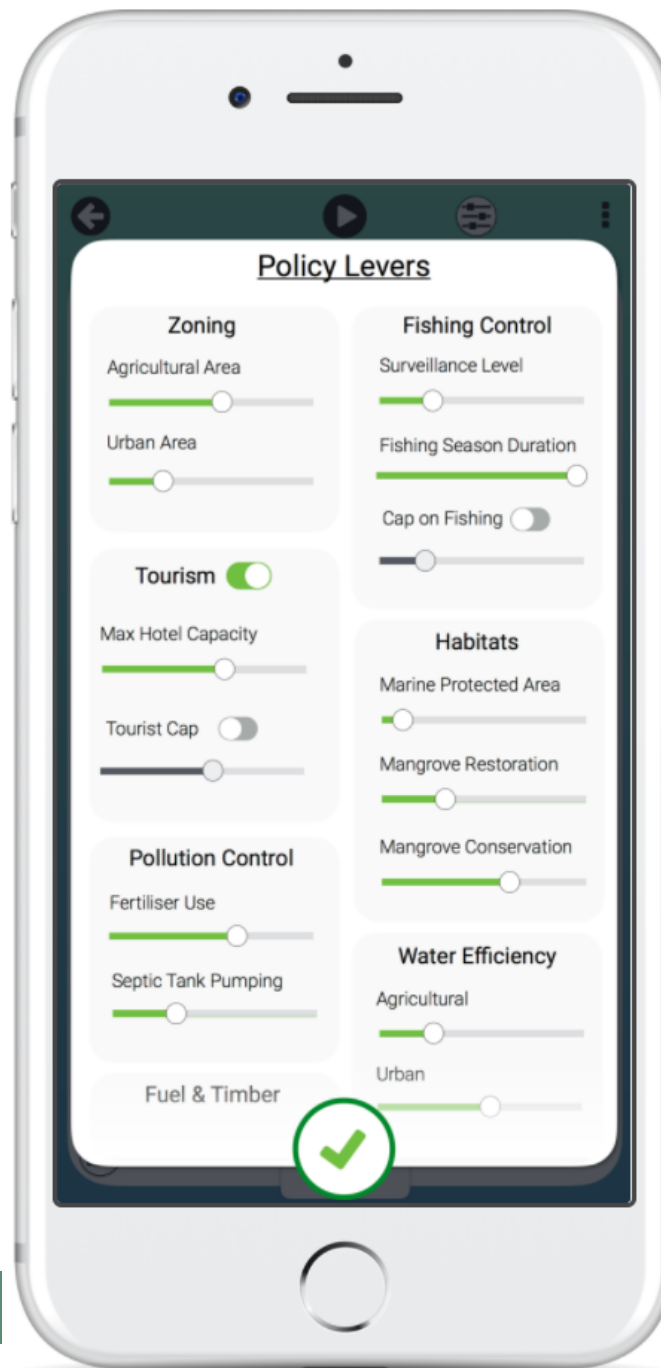 Policy Levers
Zoning
Agricultural Area
Urban Area
Tourism
Max Hotel Capacity
Tourist Cap
Pollution Control
Fertiliser Use
Septic Tank Pumping
Fuel & Timber
Fishing Control
Surveillance Level
Fishing Season Duration
Cap on Fishing
Habitats
Marine Protected Area
Mangrove Restoration
Mangrove Conservation
Water Efficiency
Agricultural
Urban